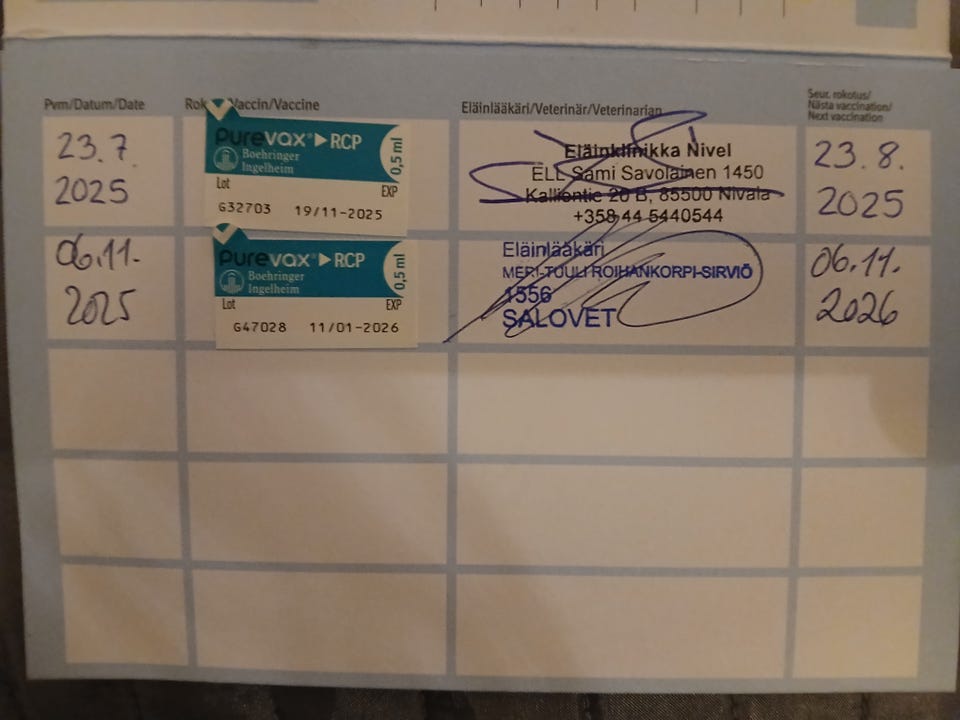 Pvm/Datum/Date
Vaccin/Vaccine
Eläinlääkäri/Veterinär/Veterinarian
Seur. rokotus/
Nästa vaccination/
Next vaccination
23.7.
2025
purevax® RCP
Boehringer
Ingelheim
0,5 ml
Lot
EXP
G32703 19/11-2025
Eläinklinikka Nivel
ELL Sami Savolainen 1450
Kalliontie 20 B, 85500 Nivala
+358 44 5440544
23.8.
2025
06.11.
2025
purevax® RCP
Boehringer
Ingelheim
0,5 ml
Lot
EXP
G47028 11/01-2026
Eläinlääkäri
MERI-TUULI ROIHANKORPI-SIRVIÖ
1556
SALOVET
06.11.
2026